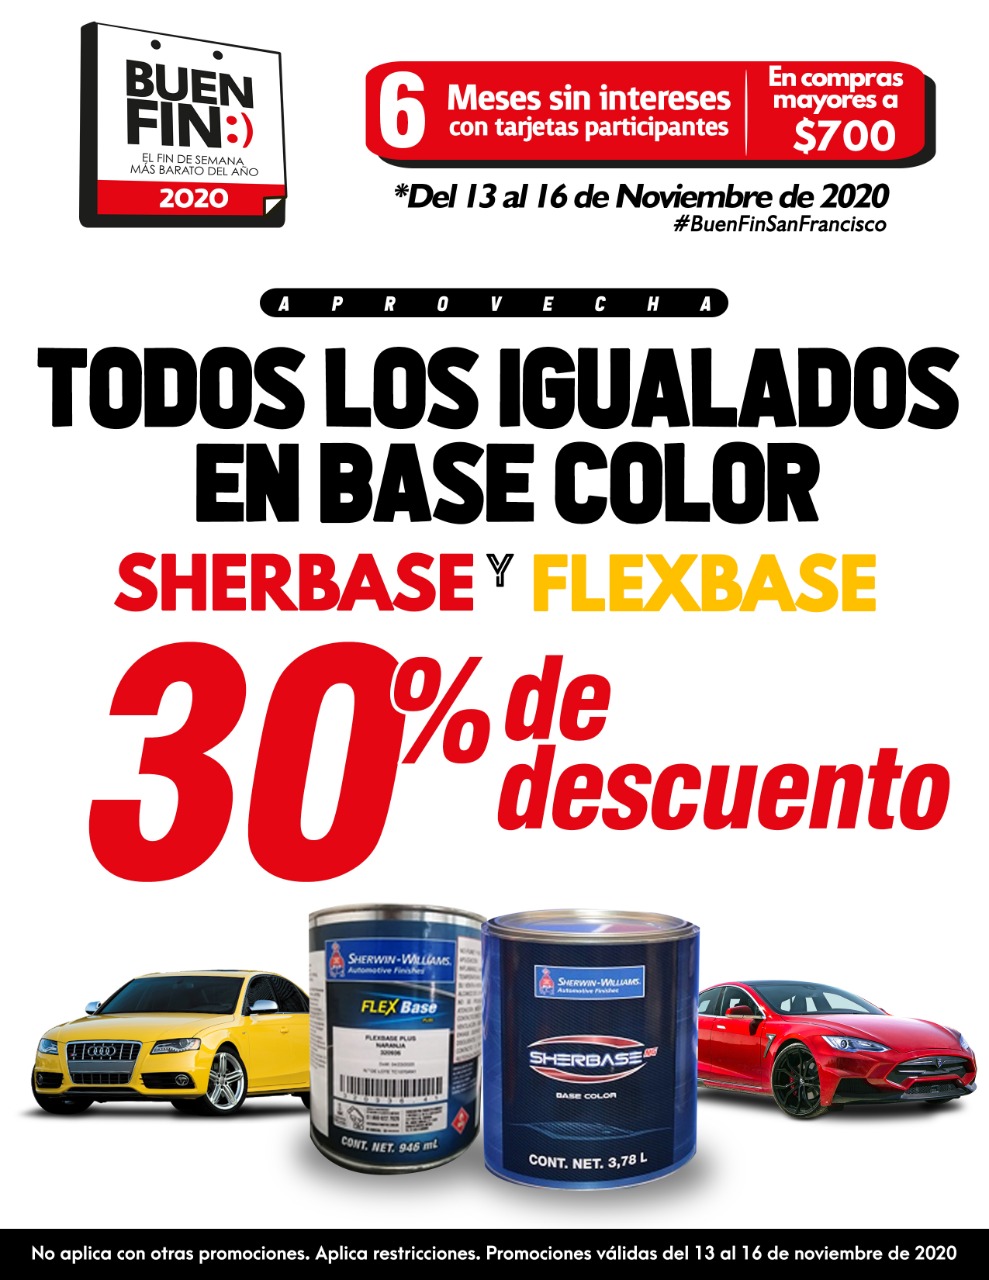 BUEN
FIN:)
EL FIN DE SEMANA
MÁS BARATO DEL AÑO
2020
6 Meses sin intereses
con tarjetas participantes
En compras
mayores a
$700
*Del 13 al 16 de Noviembre de 2020
#BuenFinSanFrancisco
APROVECHA
TODOS LOS IGUALADOS
EN BASE COLOR
SHERBASE Y FLEXBASE
30% de
descuento
SHERWIN-WILLIAMS.
Automotive Finishes
FLEX Base
PLUS
FLEXBASE PLUS
NARANJA
CONT. NET. 946 mL
SHERWIN-WILLIAMS.
Automotive Finishes
SHERBASE
BASE COLOR
CONT. NET. 3,78 L
No aplica con otras promociones. Aplica restricciones. Promociones válidas del 13 al 16 de noviembre de 2020